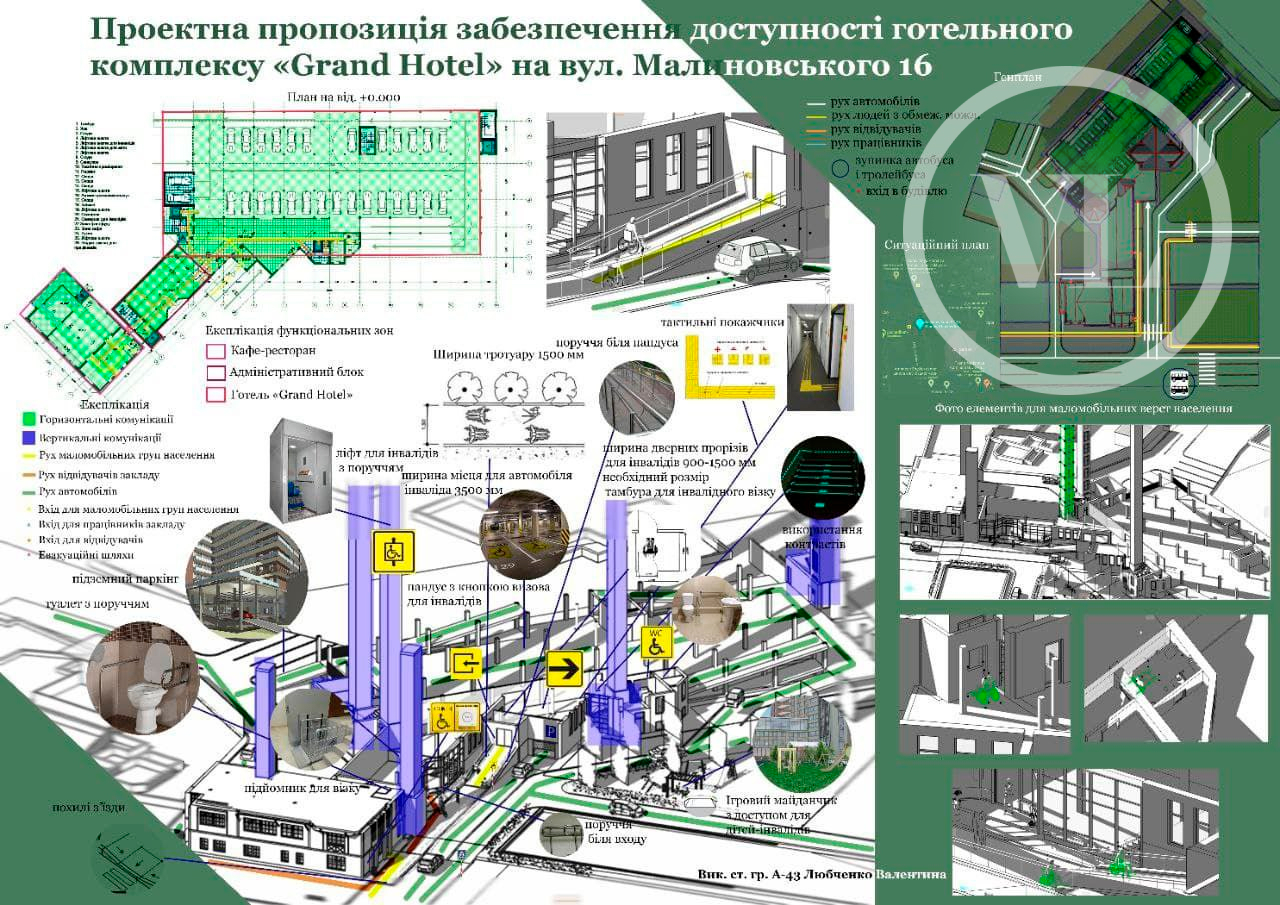 Проектна пропозиція забезпечення доступності готельного
комплексу «Grand Hotel» на вул. Малиновського 16
План на від. +0.000
Генплан
рух автомобілів
рух людей з обмеж. можл.
рух відвідувачів
рух працівників
зупинка автобуса
і тролейбуса
вхід в будівлю
Ситуаційний план
Експлікація функціональних зон
Кафе-ресторан
Адміністративний блок
Готель «Grand Hotel»
Експлікація
Горизонтальні комунікації
Вертикальні комунікації
Рух маломобільних груп населення
Рух відвідувачів закладу
Рух автомобілів
Вхід для маломобільних груп населення
Вхід для працівників закладу
Вхід для відвідувачів
Евакуаційні шляхи
тактильні покажчики
поруччя біля пандуса
Ширина тротуару 1500 мм
ліфт для інвалідів
з поруччям
ширина місця для автомобіля
інваліда 3500 мм
ширина дверних прорізів
для інвалідів 900-1500 мм
необхідний розмір
тамбура для інвалідного візку
використання
контрастів
Фото елементів для маломобільних верст населення
підземний паркінг
туалет з поруччям
пандус з кнопкою визова
для інвалідів
WC
P
підйомник для візку
похилі з'їзди
поруччя
біля входу
Ігровий майданчик
з доступом для
дітей-інвалідів
Вик. ст. гр. А-43 Любченко Валентина